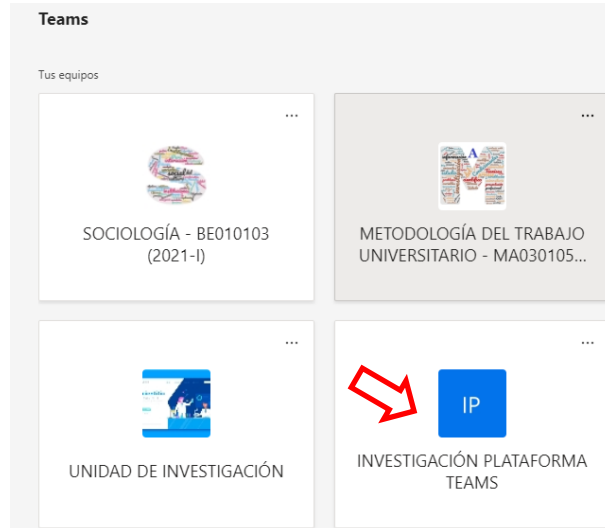 Teams
Tus equipos
...
...
SOCIOLOGÍA - BE010103
(2021-I)
METODOLOGÍA DEL TRABAJO
UNIVERSITARIO - MA030105...
...
...
IP
UNIDAD DE INVESTIGACIÓN
INVESTIGACIÓN PLATAFORMA
TEAMS